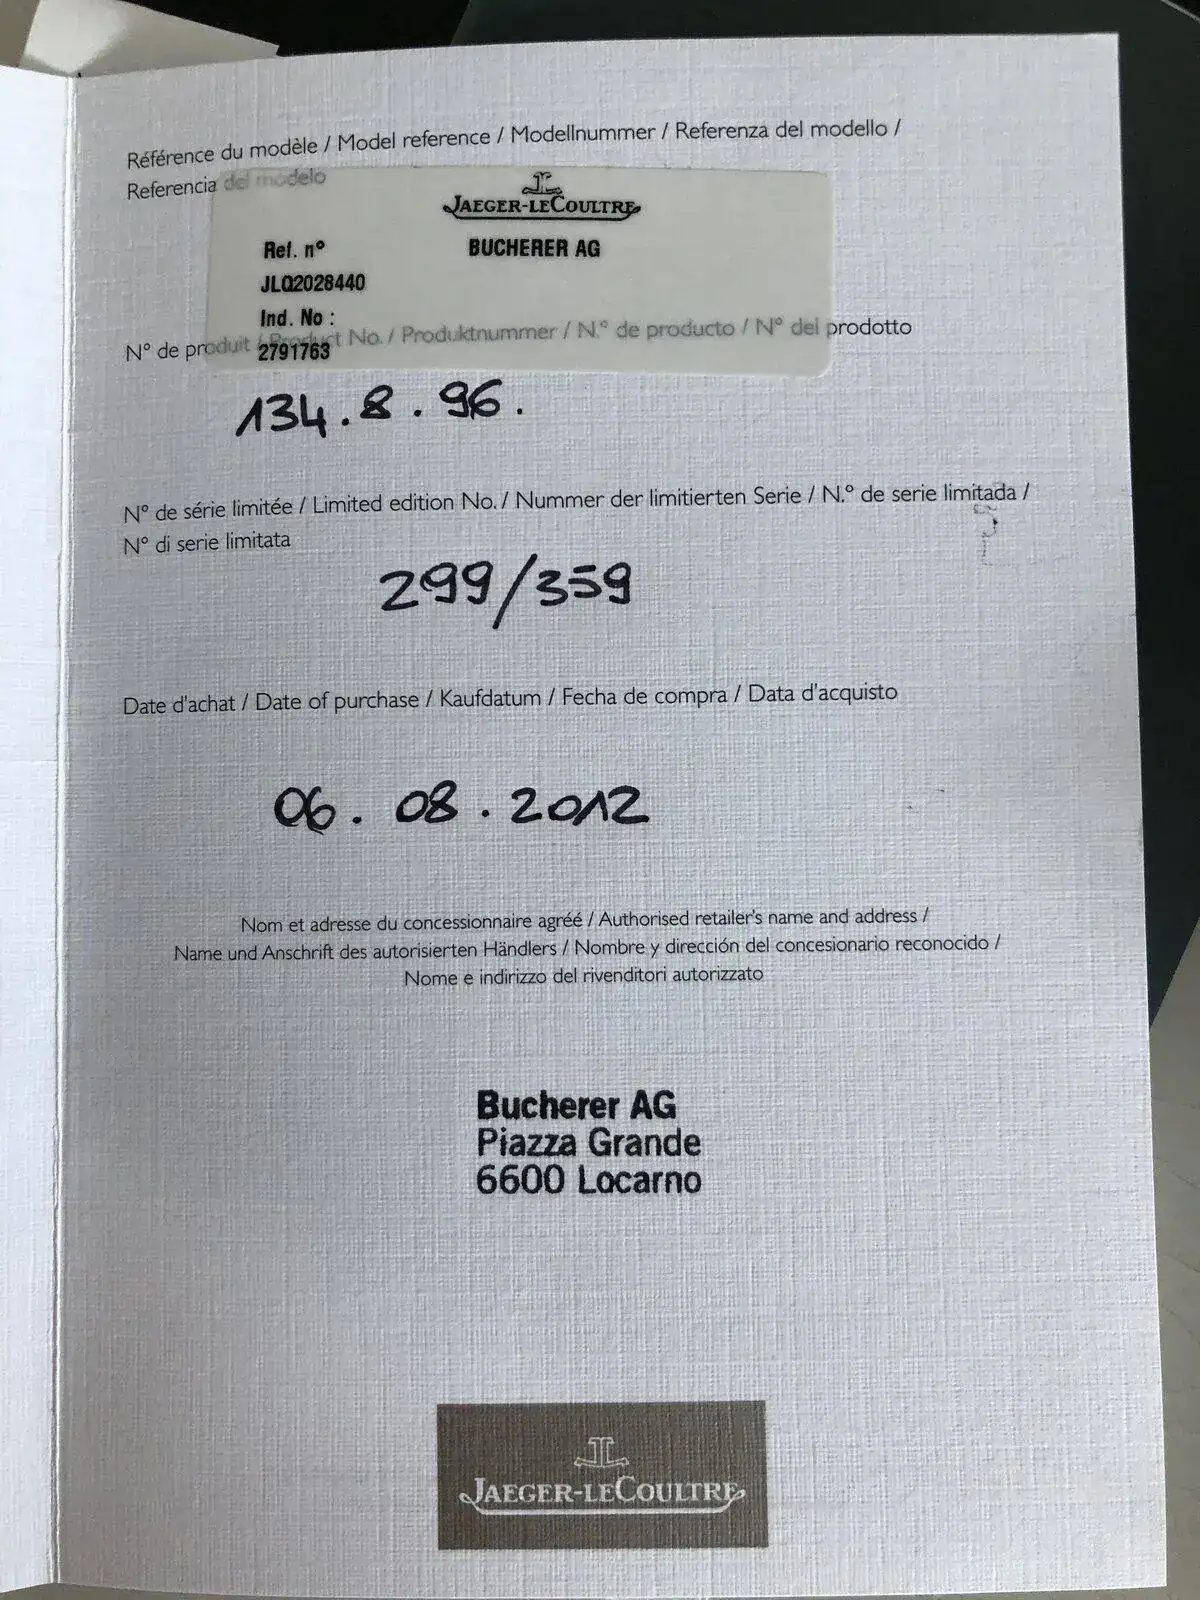 Référence du modèle / Model reference / Modellnummer / Referenza del modello /
Referencia del modelo
JAEGER-LECOULTRE
Ref. n° BUCHERER AG
JLQ2028440
Ind. No :
N° de produit / Product No. / Produktnummer / N.° de producto / N° del prodotto
2791763
134.8.96.
N° de série limitée / Limited edition No. / Nummer der limitierten Serie / N.° de serie limitada /
N° di serie limitata
299/359
Date d'achat / Date of purchase / Kaufdatum / Fecha de compra / Data d'acquisto
06. 08. 2012
Nom et adresse du concessionnaire agréé / Authorised retailer's name and address /
Name und Anschrift des autorisierten Händlers / Nombre y dirección del concesionario reconocido /
Nome e indirizzo del rivenditori autorizzato
Bucherer AG
Piazza Grande
6600 Locarno
JAEGER-LECOULTRE